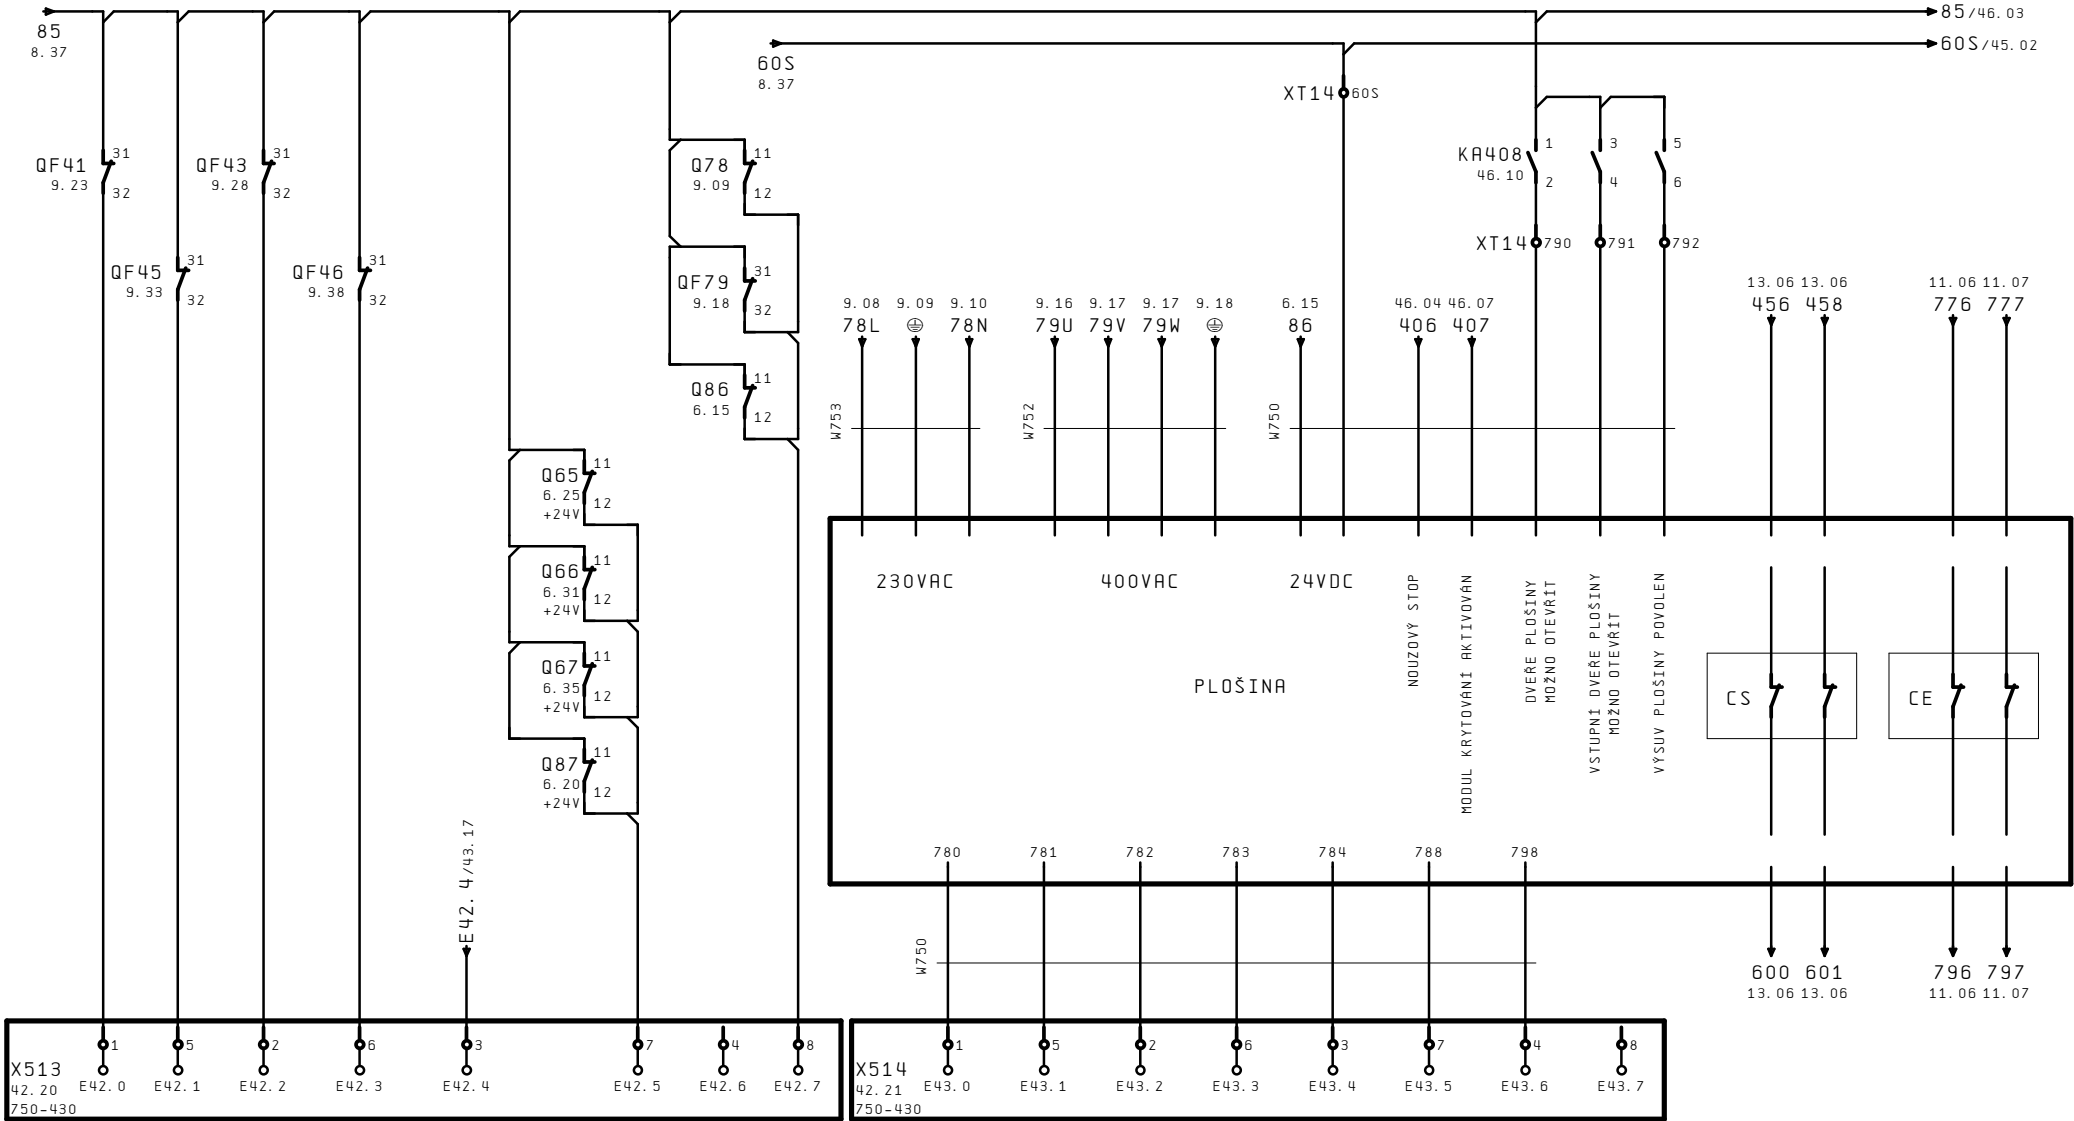 85
8.37
85/46.03
60S/45.02
60S
8.37
XT14 60S
QF41
9.23
31
32
QF43
9.28
31
32
QF45
9.33
31
32
QF46
9.38
31
32
Q78
9.09
11
12
QF79
9.18
31
32
Q86
6.15
11
12
Q65
6.25
+24V
11
12
Q66
6.31
+24V
11
12
Q67
6.35
+24V
11
12
Q87
6.20
+24V
11
12
KA408
46.10
1
2
3
4
5
6
XT14 790 791 792
9.08 9.09 9.10
78L 78N
9.16 9.17 9.17 9.18
79U 79V 79W
6.15
86
46.04 46.07
406 407
13.06 13.06
456 458
11.06 11.07
776 777
W753
W752
W750
230VAC
400VAC
24VDC
NOUZOVÝ STOP
MODUL KRYTOVÁNÍ AKTIVOVÁN
DVEŘE PLOŠINY
MOŽNO OTEVŘÍT
VSTUPNÍ DVEŘE PLOŠINY
MOŽNO OTEVŘÍT
VÝSUV PLOŠINY POVOLEN
PLOŠINA
CS
CE
780 781 782 783 784 788 798
W750
E42.4/43.17
600 601
13.06 13.06
796 797
11.06 11.07
1 5 2 6 3 7 4 8
X513
42.20
750-430
E42.0 E42.1 E42.2 E42.3 E42.4 E42.5 E42.6 E42.7
1 5 2 6 3 7 4 8
X514
42.21
750-430
E43.0 E43.1 E43.2 E43.3 E43.4 E43.5 E43.6 E43.7